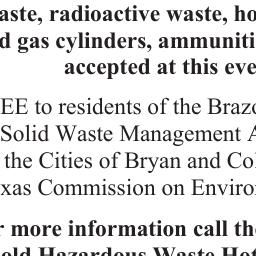 aste, radioactive waste, ho
d gas cylinders, ammuniti
accepted at this eve
EE to residents of the Brazo
Solid Waste Management A
the Cities of Bryan and Co
xas Commission on Enviro
r more information call the
old Hazardous Waste Hot